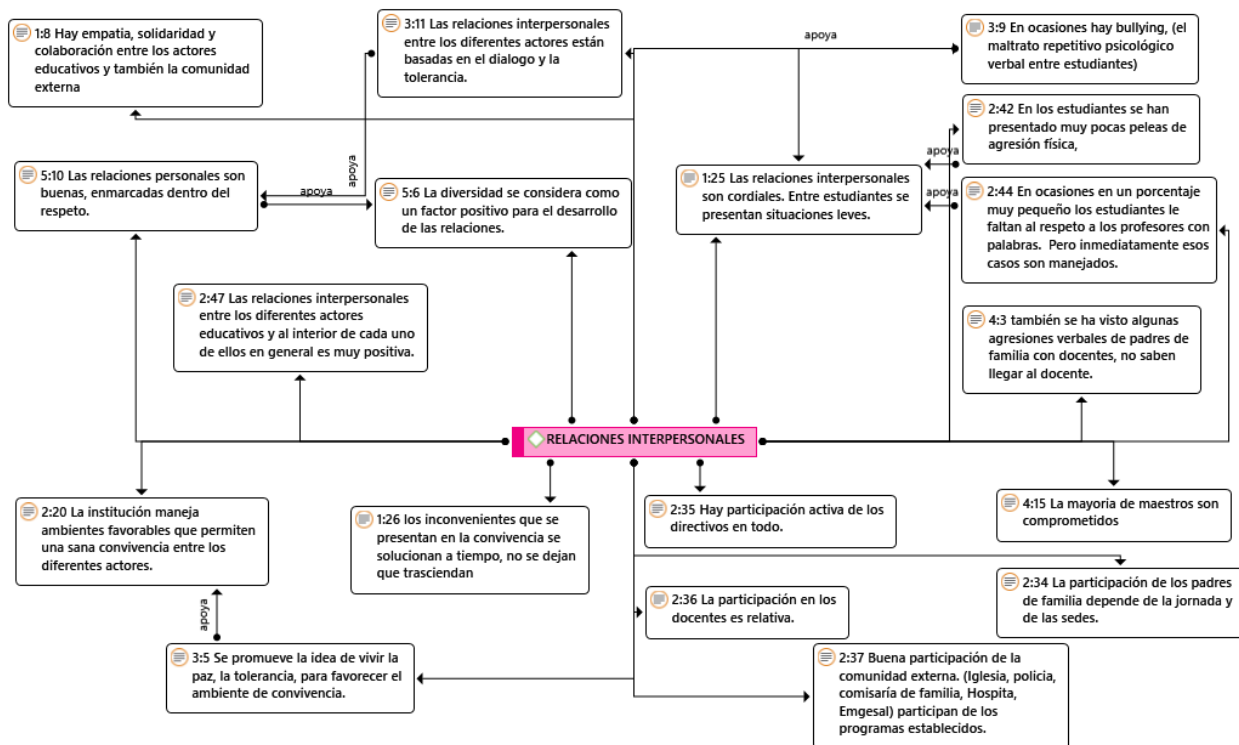 1:8 Hay empatia, solidaridad y
colaboración entre los actores
educativos y también la comunidad
externa
3:11 Las relaciones interpersonales
entre los diferentes actores están
basadas en el dialogo y la
tolerancia.
apoya
3:9 En ocasiones hay bullying, (el
maltrato repetitivo psicológico
verbal entre estudiantes)
2:42 En los estudiantes se han
presentado muy pocas peleas de
agresión física,
apoya
apoya
5:10 Las relaciones personales son
buenas, enmarcadas dentro del
respeto.
apoya
5:6 La diversidad se considera como
un factor positivo para el desarrollo
de las relaciones.
1:25 Las relaciones interpersonales
son cordiales. Entre estudiantes se
presentan situaciones leves.
apoya
2:44 En ocasiones en un porcentaje
muy pequeño los estudiantes le
faltan al respeto a los profesores con
palabras. Pero inmediatamente esos
casos son manejados.
2:47 Las relaciones interpersonales
entre los diferentes actores
educativos y al interior de cada uno
de ellos en general es muy positiva.
4:3 también se ha visto algunas
agresiones verbales de padres de
familia con docentes, no saben
llegar al docente.
RELACIONES INTERPERSONALES
2:20 La institución maneja
ambientes favorables que permiten
una sana convivencia entre los
diferentes actores.
1:26 los inconvenientes que se
presentan en la convivencia se
solucionan a tiempo, no se dejan
que trasciendan
2:35 Hay participación activa de los
directivos en todo.
4:15 La mayoria de maestros son
comprometidos
2:34 La participación de los padres
de familia depende de la jornada y
de las sedes.
2:36 La participación en los
docentes es relativa.
apoya
3:5 Se promueve la idea de vivir la
paz, la tolerancia, para favorecer el
ambiente de convivencia.
2:37 Buena participación de la
comunidad externa. (Iglesia, policia,
comisaría de familia, Hospita,
Emgesal) participan de los
programas establecidos.